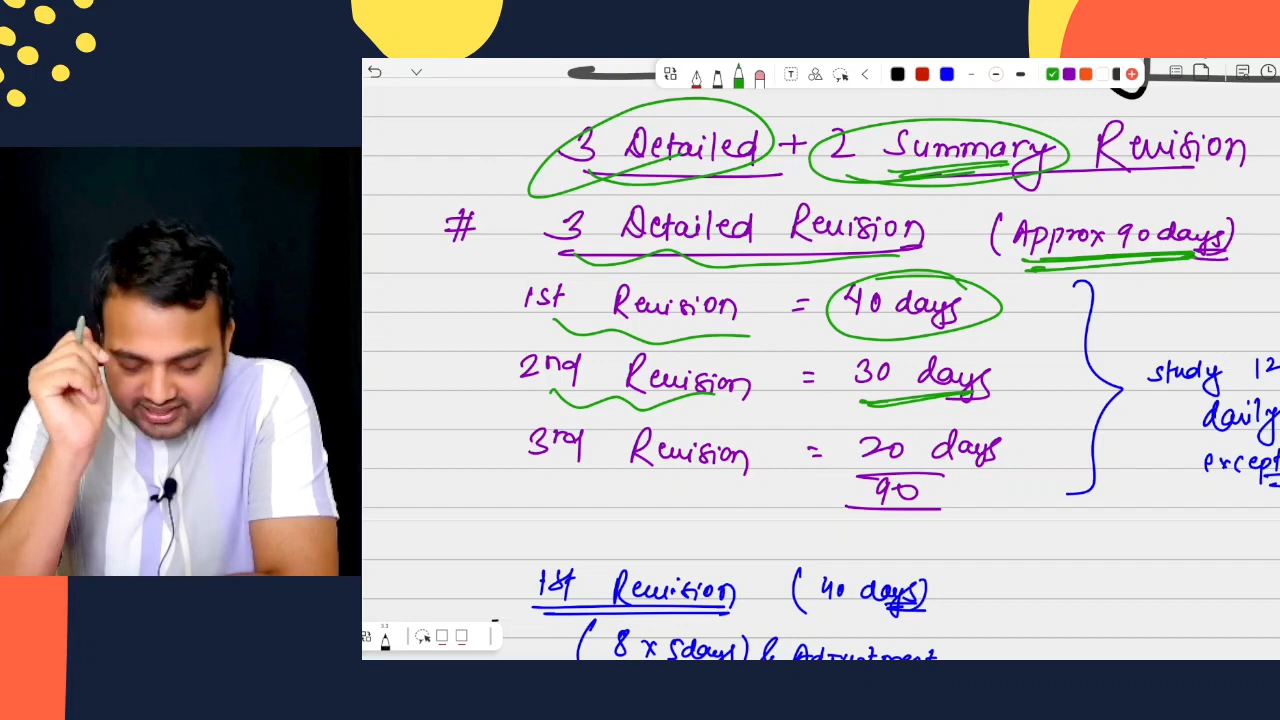 3 Detailed + 2 Summary Revision
# 3 Detailed Revision (Approx 90 days)
1st Revision = 40 days
2nd Revision = 30 days
3rd Revision = 20 days
90
study 12
daily
except
1st Revision (40 days)
(8 x 5days) & Adjustment